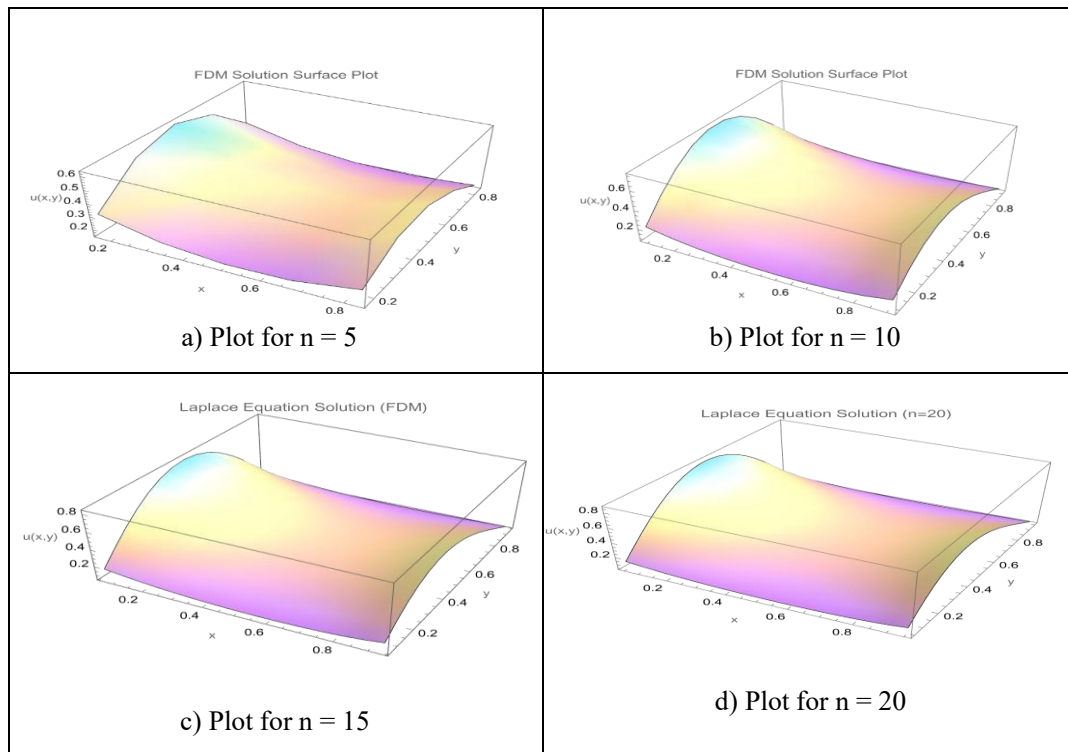 FDM Solution Surface Plot
0.6
0.5
u(x,y)
0.4
0.3
0.2
0.2
0.4
x
0.6
0.8
0.2
0.4
y
0.6
0.8
a) Plot for n = 5
FDM Solution Surface Plot
0.6
u(x,y)
0.4
0.2
0.2
0.4
x
0.6
0.8
0.2
0.4
y
0.6
0.8
b) Plot for n = 10
Laplace Equation Solution (FDM)
0.8
0.6
u(x,y)
0.4
0.2
0.2
0.4
x
0.6
0.8
0.2
0.4
y
0.6
0.8
c) Plot for n = 15
Laplace Equation Solution (n=20)
0.8
0.6
u(x,y)
0.4
0.2
0.2
0.4
x
0.6
0.8
0.2
0.4
y
0.6
0.8
d) Plot for n = 20